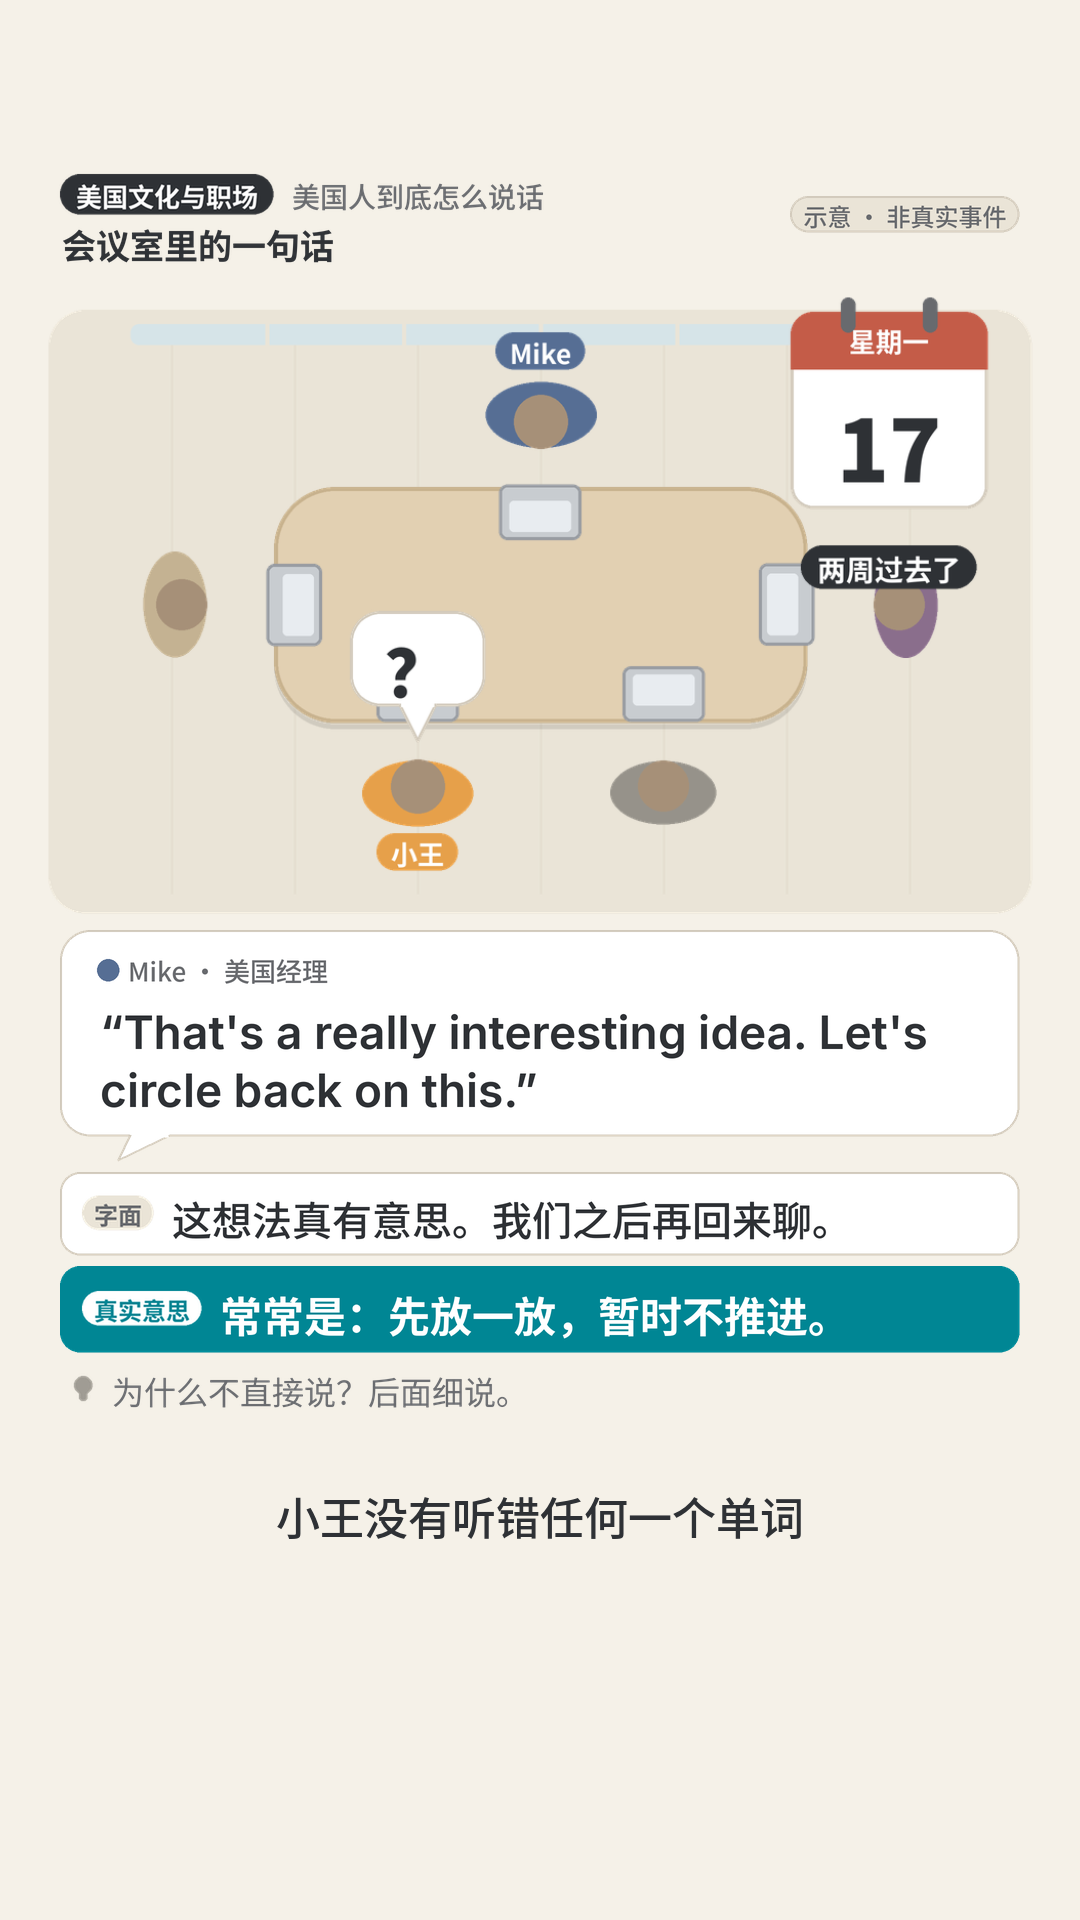 美国文化与职场
美国人到底怎么说话
会议室里的一句话
示意 · 非真实事件
Mike
星期一
17
两周过去了
?
小王
Mike · 美国经理
“That's a really interesting idea. Let's
circle back on this.”
字面
这想法真有意思。我们之后再回来聊。
真实意思
常常是：先放一放，暂时不推进。
为什么不直接说？后面细说。
小王没有听错任何一个单词